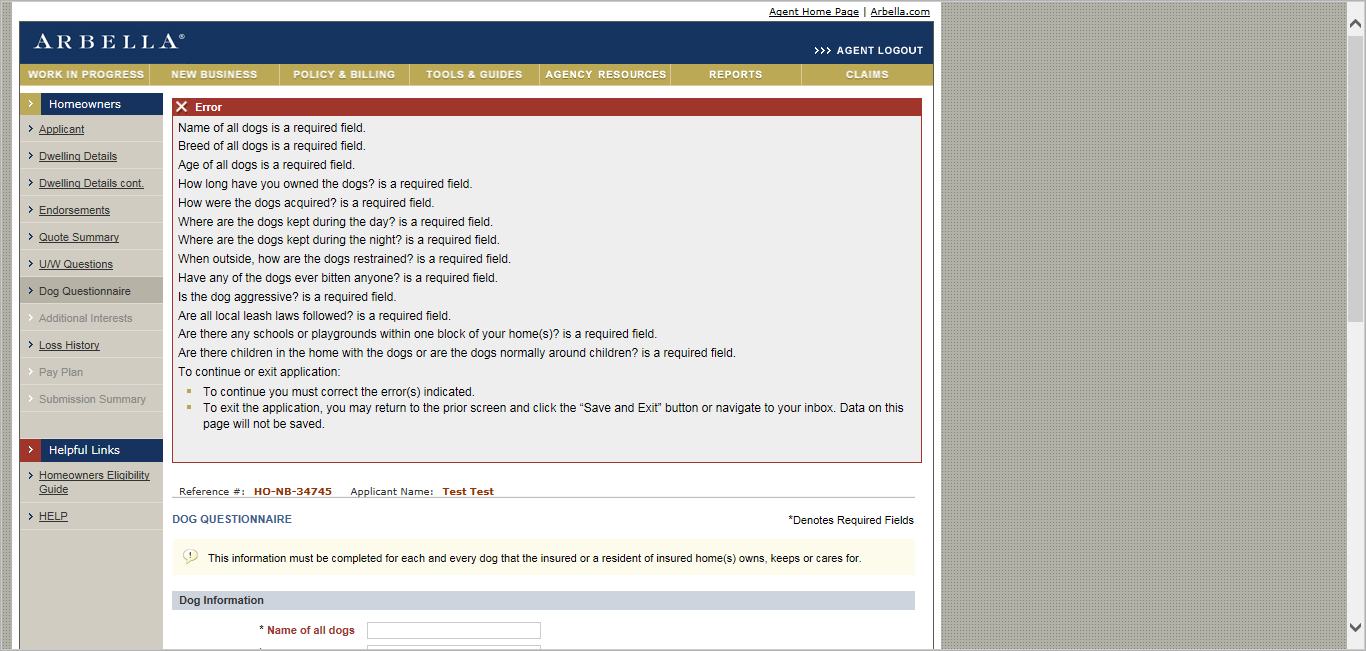 Agent Home Page | Arbella.com
ARBELLA®
>>> AGENT LOGOUT
WORK IN PROGRESS NEW BUSINESS POLICY & BILLING TOOLS & GUIDES AGENCY RESOURCES REPORTS CLAIMS
Homeowners
Applicant
Dwelling Details
Dwelling Details cont.
Endorsements
Quote Summary
U/W Questions
Dog Questionnaire
Additional Interests
Loss History
Pay Plan
Submission Summary
Helpful Links
Homeowners Eligibility
Guide
HELP
Error
Name of all dogs is a required field.
Breed of all dogs is a required field.
Age of all dogs is a required field.
How long have you owned the dogs? is a required field.
How were the dogs acquired? is a required field.
Where are the dogs kept during the day? is a required field.
Where are the dogs kept during the night? is a required field.
When outside, how are the dogs restrained? is a required field.
Have any of the dogs ever bitten anyone? is a required field.
Is the dog aggressive? is a required field.
Are all local leash laws followed? is a required field.
Are there any schools or playgrounds within one block of your home(s)? is a required field.
Are there children in the home with the dogs or are the dogs normally around children? is a required field.
To continue or exit application:
To continue you must correct the error(s) indicated.
To exit the application, you may return to the prior screen and click the “Save and Exit” button or navigate to your inbox. Data on
this page will not be saved.
Reference #: HO-NB-34745 Applicant Name: Test Test
DOG QUESTIONNAIRE
*Denotes Required Fields
This information must be completed for each and every dog that the insured or a resident of insured home(s) owns, keeps or cares for.
Dog Information
* Name of all dogs